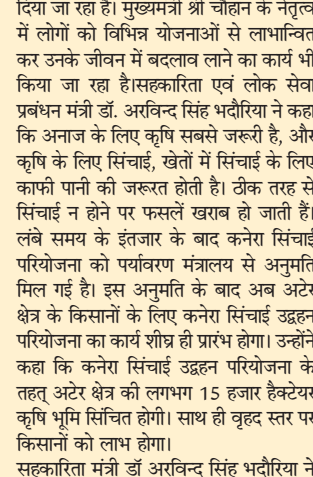 दिया जा रहा है। मुख्यमंत्री श्री चौहान के नेतृत्व
में लोगों को विभिन्न योजनाओं से लाभान्वित
कर उनके जीवन में बदलाव लाने का कार्य भी
किया जा रहा है।सहकारिता एवं लोक सेवा
प्रबंधन मंत्री डॉ. अरविन्द सिंह भदौरिया ने कहा
कि अनाज के लिए कृषि सबसे जरूरी है, और
कृषि के लिए सिंचाई, खेतों में सिंचाई के लिए
काफी पानी की जरूरत होती है। ठीक तरह से
सिंचाई न होने पर फसलें खराब हो जाती हैं।
लंबे समय के इंतजार के बाद कनेरा सिंचाई
परियोजना को पर्यावरण मंत्रालय से अनुमति
मिल गई है। इस अनुमति के बाद अब अटेर
क्षेत्र के किसानों के लिए कनेरा सिंचाई उद्वहन
परियोजना का कार्य शीघ्र ही प्रारंभ होगा। उन्होंने
कहा कि कनेरा सिंचाई उद्वहन परियोजना के
तहत् अटेर क्षेत्र की लगभग 15 हजार हैक्टेयर
कृषि भूमि सिंचित होगी। साथ ही वृहद स्तर पर
किसानों को लाभ होगा।
सहकारिता मंत्री डॉ अरविन्द सिंह भदौरिया ने